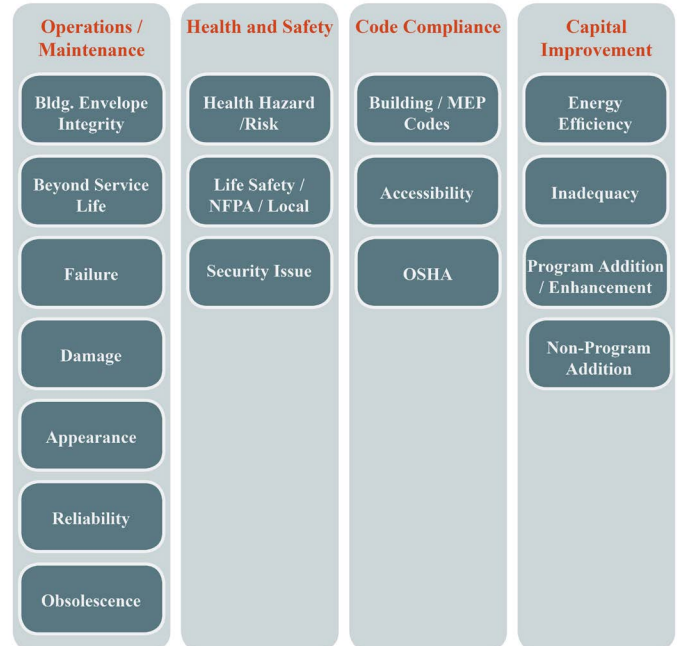 Operations /
Maintenance
Bldg. Envelope
Integrity
Beyond Service
Life
Failure
Damage
Appearance
Reliability
Obsolescence
Health and Safety
Health Hazard
/Risk
Life Safety /
NFPA / Local
Security Issue
Code Compliance
Building / MEP
Codes
Accessibility
OSHA
Capital
Improvement
Energy
Efficiency
Inadequacy
Program Addition
/ Enhancement
Non-Program
Addition